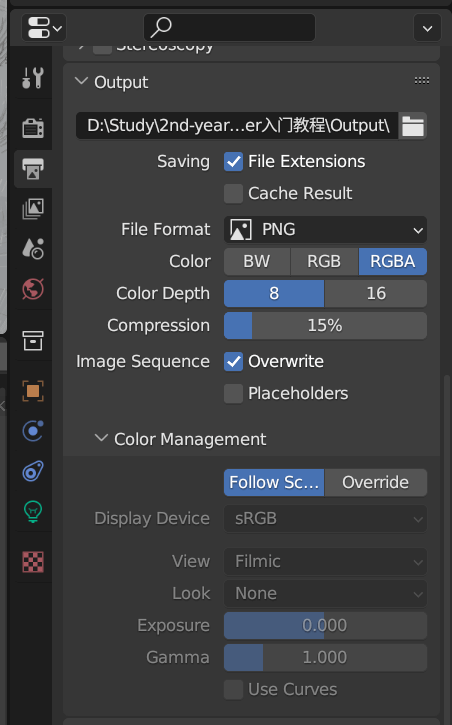 Stereoscopy
Output
D:\Study\2nd-year...er入门教程\Output\
Saving File Extensions
Cache Result
File Format PNG
Color BW RGB RGBA
Color Depth 8 16
Compression 15%
Image Sequence Overwrite
Placeholders
Color Management
Follow Sc... Override
Display Device sRGB
View Filmic
Look None
Exposure 0.000
Gamma 1.000
Use Curves